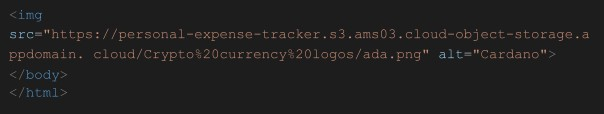 <img
src="https://personal-expense-tracker.s3.ams03.cloud-object-storage.a
ppdomain. cloud/Crypto%20currency%20logos/ada.png" alt="Cardano">
</body>
</html>